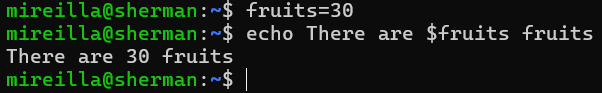 mireilla@sherman:~$ fruits=30
mireilla@sherman:~$ echo There are $fruits fruits
There are 30 fruits
mireilla@sherman:~$